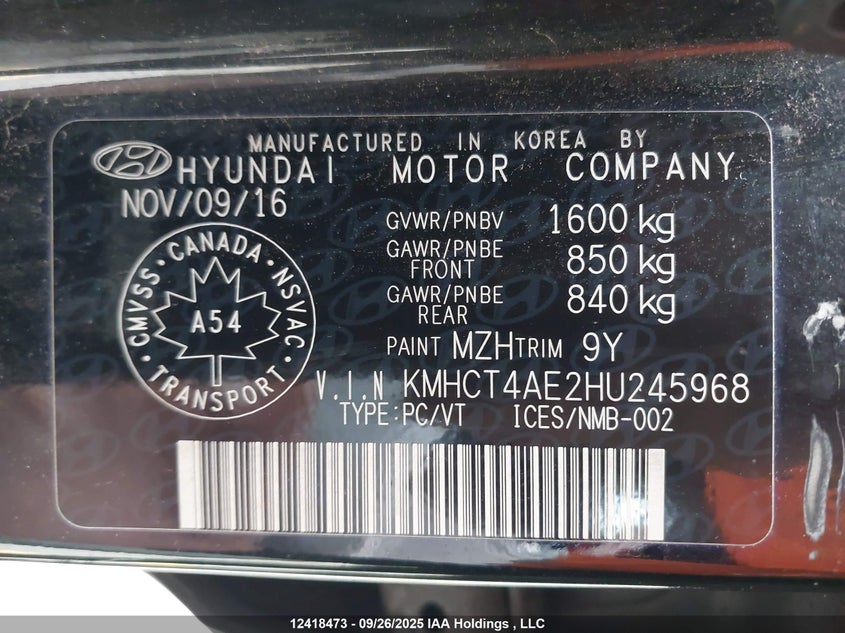 MANUFACTURED IN KOREA BY
HYUNDAI MOTOR COMPANY
NOV/09/16
GVWR/PNBV 1600 kg
GAWR/PNBE FRONT 850 kg
GAWR/PNBE REAR 840 kg
CMVSS · CANADA · NSVAC · TRANSPORT
A54
PAINT MZH TRIM 9Y
V.I.N KMHCT4AE2HU245968
TYPE:PC/VT ICES/NMB-002
12418473 - 09/26/2025 IAA Holdings , LLC